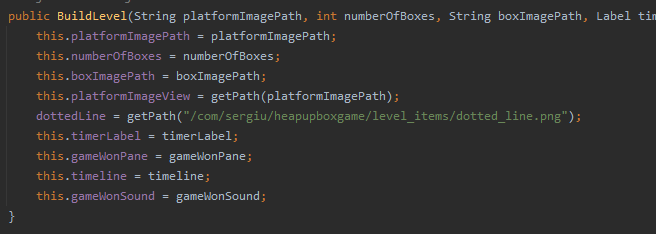 public BuildLevel(String platformImagePath, int numberOfBoxes, String boxImagePath, Label
this.platformImagePath = platformImagePath;
this.numberOfBoxes = numberOfBoxes;
this.boxImagePath = boxImagePath;
this.platformImageView = getPath(platformImagePath);
dottedLine = getPath("/com/sergiu/heapupboxgame/level_items/dotted_line.png");
this.timerLabel = timerLabel;
this.gameWonPane = gameWonPane;
this.timeline = timeline;
this.gameWonSound = gameWonSound;
}